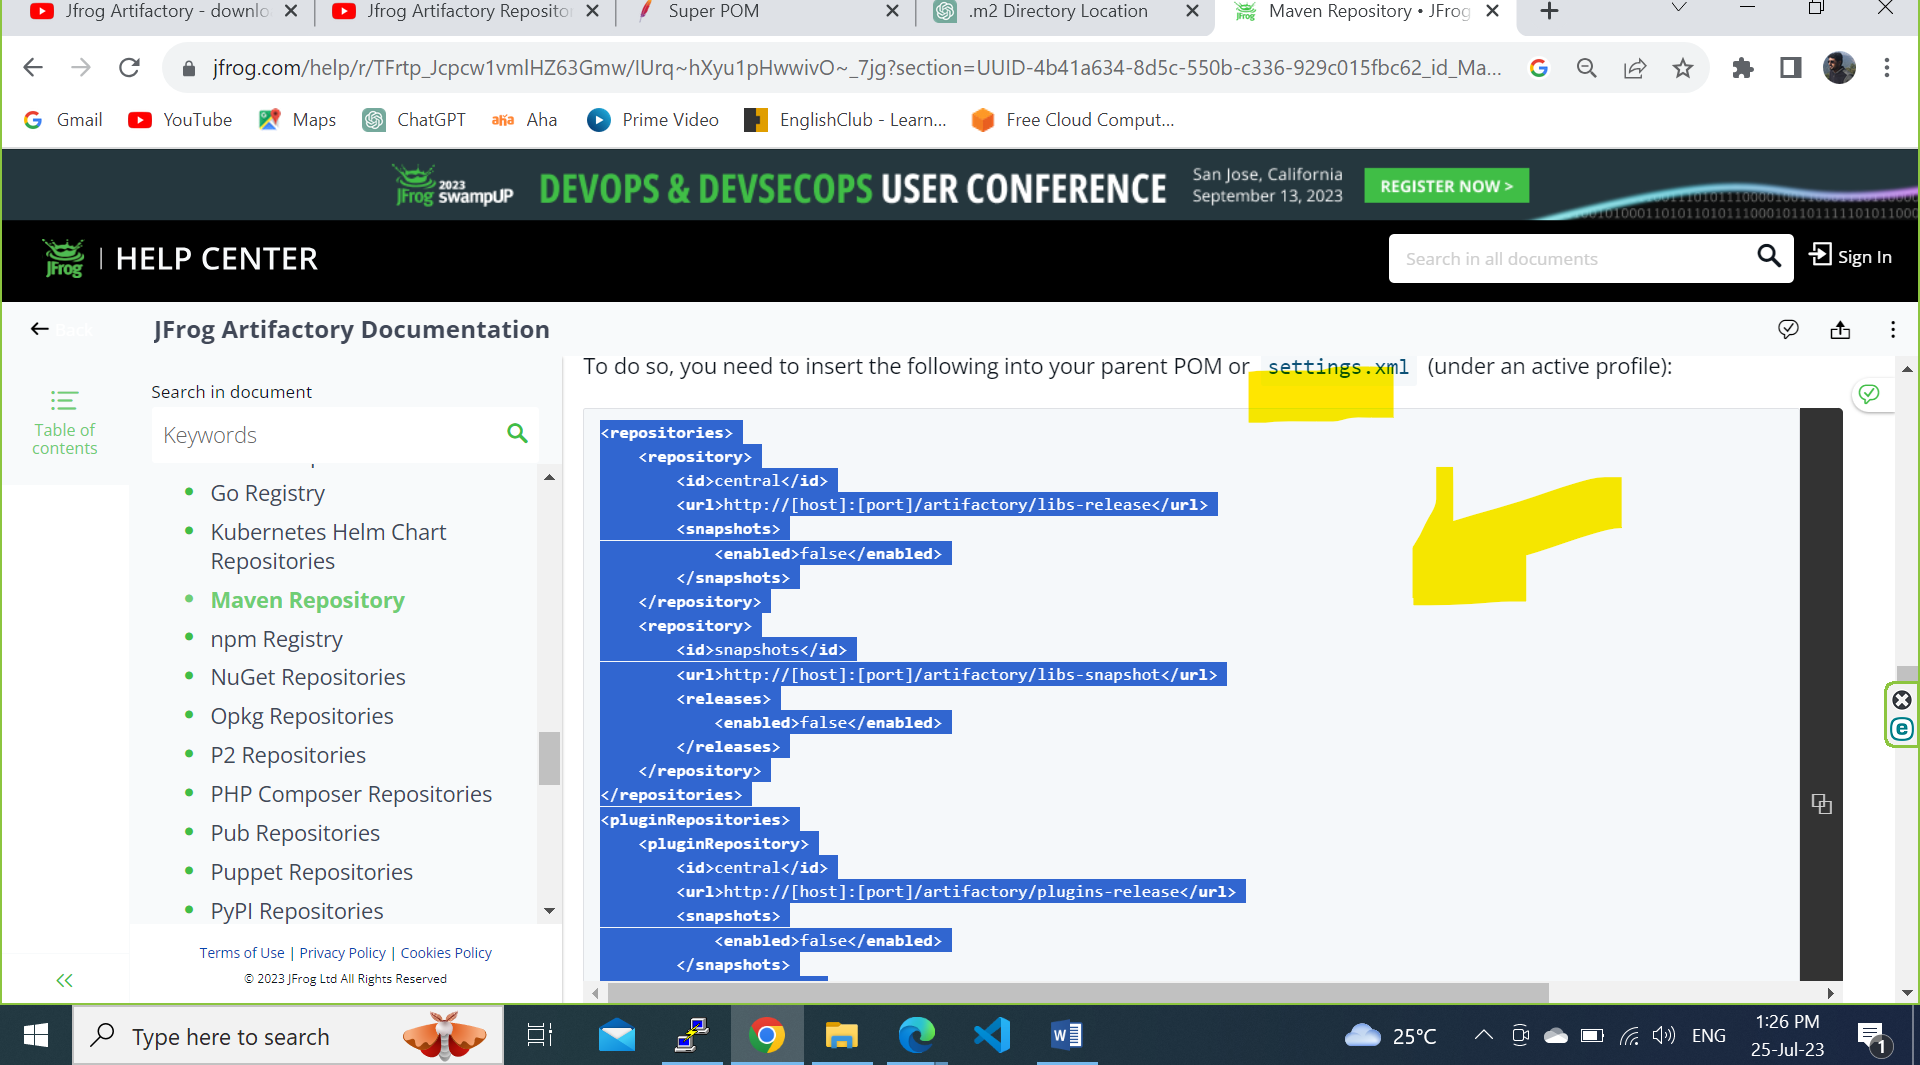 Jfrog Artifactory - downlo
Jfrog Artifactory Reposito
Super POM
.m2 Directory Location
Maven Repository • JFrog
jfrog.com/help/r/TFrtp_Jcpcw1vmlHZ63Gmw/IUrq~hXyu1pHwwivO~_7jg?section=UUID-4b41a634-8d5c-550b-c336-929c015fbc62_id_Ma...
Gmail
YouTube
Maps
ChatGPT
Aha
Prime Video
EnglishClub - Learn...
Free Cloud Comput...
JFrog 2023 swampUP
DEVOPS & DEVSECOPS USER CONFERENCE
San Jose, California
September 13, 2023
REGISTER NOW >
JFrog | HELP CENTER
Search in all documents
Sign In
Back
JFrog Artifactory Documentation
Table of
contents
Search in document
Keywords
Go Registry
Kubernetes Helm Chart
Repositories
Maven Repository
npm Registry
NuGet Repositories
Opkg Repositories
P2 Repositories
PHP Composer Repositories
Pub Repositories
Puppet Repositories
PyPI Repositories
Terms of Use | Privacy Policy | Cookies Policy
© 2023 JFrog Ltd All Rights Reserved
To do so, you need to insert the following into your parent POM or settings.xml (under an active profile):
<repositories>
<repository>
<id>central</id>
<url>http://[host]:[port]/artifactory/libs-release</url>
<snapshots>
<enabled>false</enabled>
</snapshots>
</repository>
<repository>
<id>snapshots</id>
<url>http://[host]:[port]/artifactory/libs-snapshot</url>
<releases>
<enabled>false</enabled>
</releases>
</repository>
</repositories>
<pluginRepositories>
<pluginRepository>
<id>central</id>
<url>http://[host]:[port]/artifactory/plugins-release</url>
<snapshots>
<enabled>false</enabled>
</snapshots>
Type here to search
25°C
ENG
1:26 PM
25-Jul-23
1